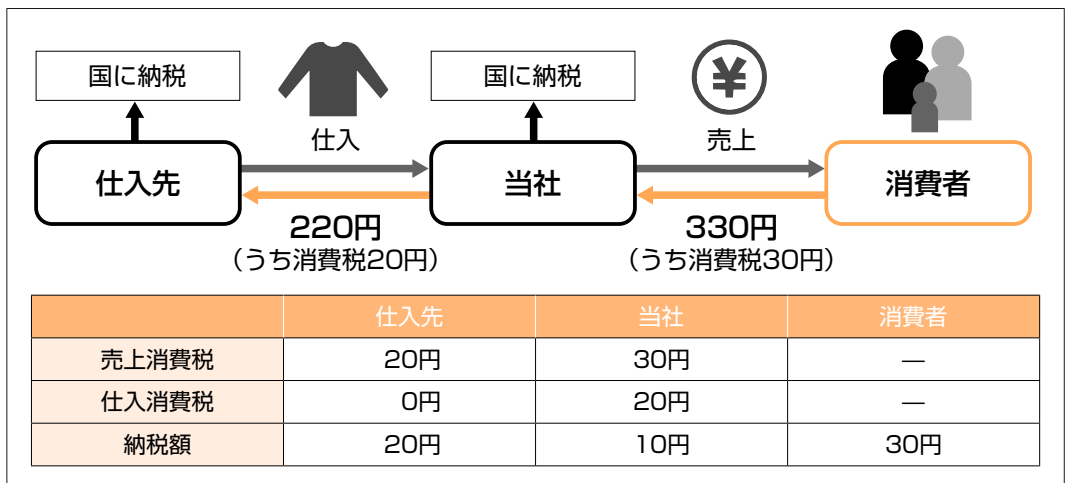 国に納税
国に納税
¥
仕入
売上
仕入先
当社
消費者
220円
(うち消費税20円)
330円
(うち消費税30円)
仕入先 当社 消費者
売上消費税 20円 30円 —
仕入消費税 0円 20円 —
納税額 20円 10円 30円